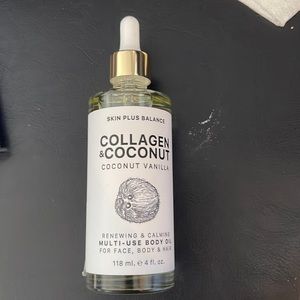 SKIN PLUS BALANCE
COLLAGEN
& COCONUT
COCONUT VANILLA
RENEWING & CALMING
MULTI-USE BODY OIL
FOR FACE, BODY & HAIR
118 ml. e 4 fl. oz.